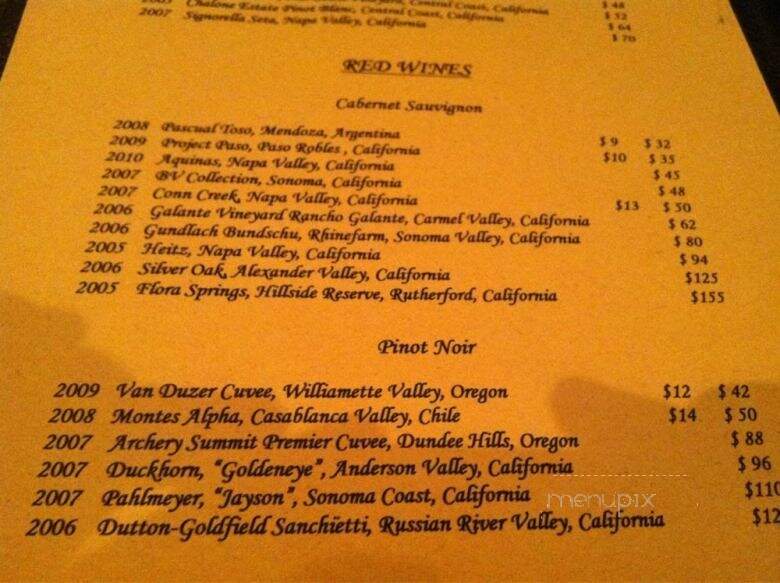 Central Coast, California $ 48
$ 52
Chalone Estate Pinot Blanc, Central Coast, California $ 64
2007 Signorella Seta, Napa Valley, California $ 70
RED WINES
Cabernet Sauvignon
2008 Pascual Toso, Mendoza, Argentina $ 9 $ 32
2009 Project Paso, Paso Robles , California $10 $ 35
2010 Aquinas, Napa Valley, California $ 45
2007 BV Collection, Sonoma, California $ 48
2007 Conn Creek, Napa Valley, California $13 $ 50
2006 Galante Vineyard Rancho Galante, Carmel Valley, California $ 62
2006 Gundlach Bundschu, Rhinefarm, Sonoma Valley, California $ 80
2005 Heitz, Napa Valley, California $ 94
2006 Silver Oak, Alexander Valley, California $125
2005 Flora Springs, Hillside Reserve, Rutherford, California $155
Pinot Noir
2009 Van Duzer Cuvee, Williamette Valley, Oregon $12 $ 42
2008 Montes Alpha, Casablanca Valley, Chile $14 $ 50
2007 Archery Summit Premier Cuvee, Dundee Hills, Oregon $ 88
2007 Duckhorn, "Goldeneye", Anderson Valley, California $ 96
2007 Pahlmeyer, "Jayson", Sonoma Coast, California $110
2006 Dutton-Goldfield Sanchietti, Russian River Valley, California $12
menupix